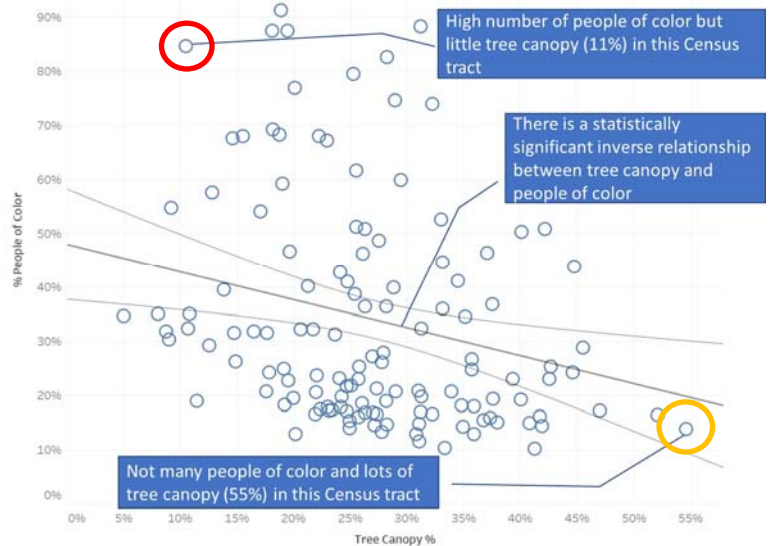 90%
High number of people of color but
little tree canopy (11%) in this Census
tract
80%
70%
There is a statistically
significant inverse relationship
between tree canopy and
people of color
60%
50%
% People of Color
40%
30%
20%
10%
Not many people of color and lots of
tree canopy (55%) in this Census tract
0%
0% 5% 10% 15% 20% 25% 30% 35% 40% 45% 50% 55%
Tree Canopy %